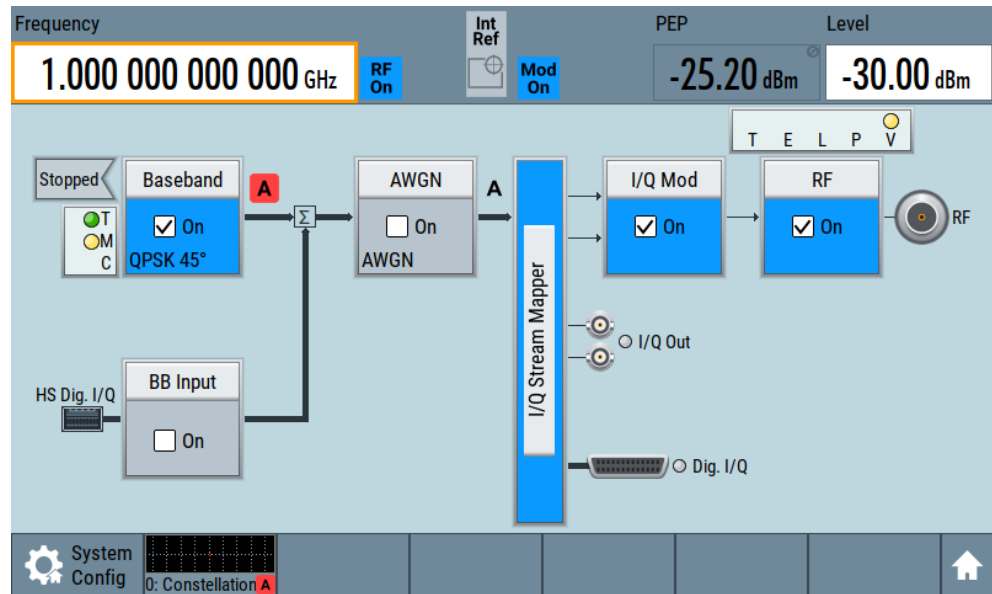 Frequency
Int
Ref
PEP
Level
1.000 000 000 000 GHz
RF
On
Mod
On
-25.20 dBm
-30.00 dBm
T E L P V
Stopped
Baseband
A
AWGN
A
I/Q Mod
RF
T
M
C
On
QPSK 45°
Σ
On
AWGN
On
On
RF
I/Q Stream Mapper
I/Q Out
HS Dig. I/Q
BB Input
On
Dig. I/Q
System
Config
0: Constellation A